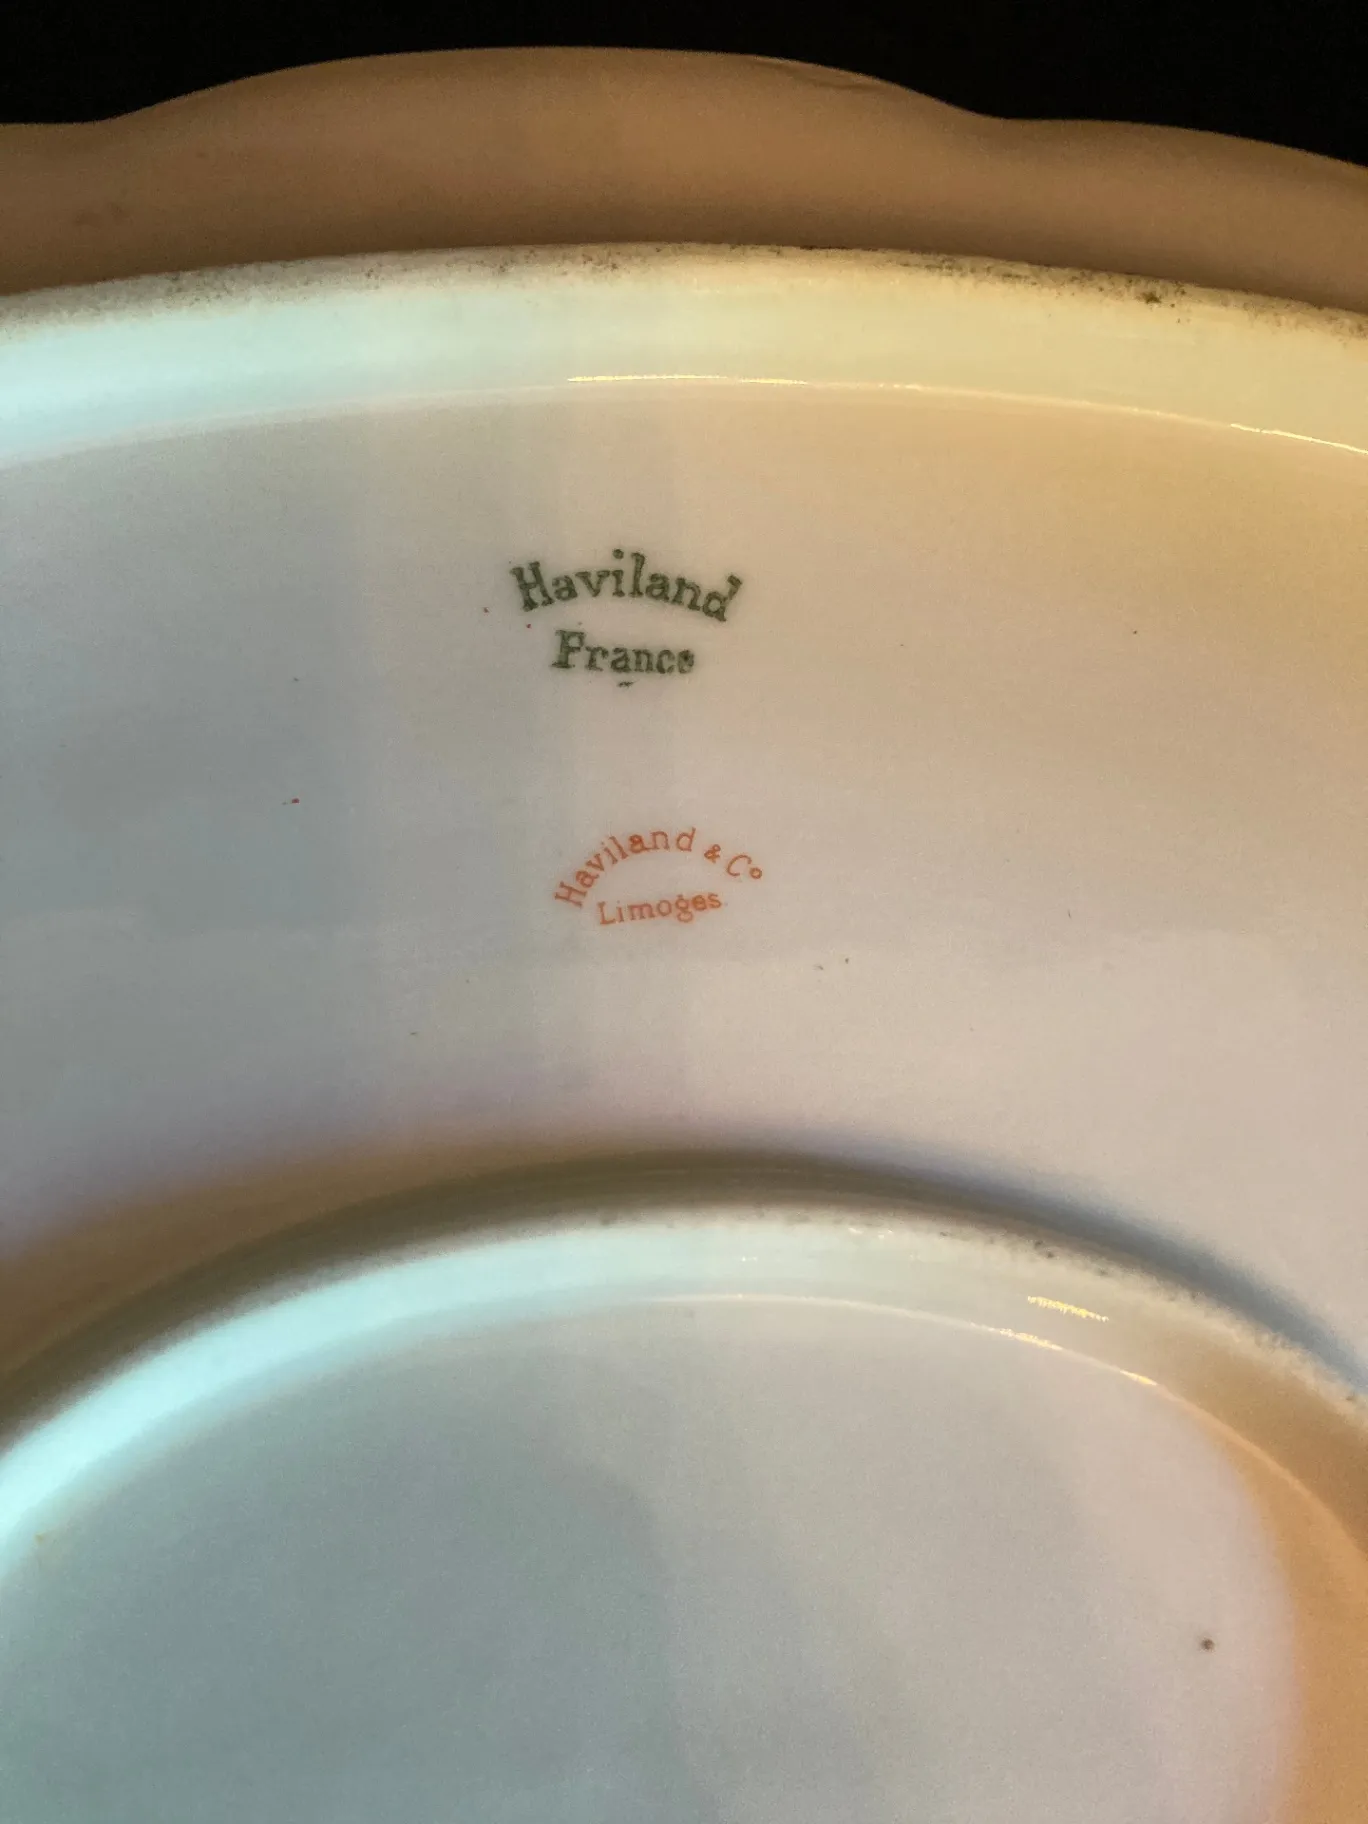 Haviland
France
Haviland & Co
Limoges